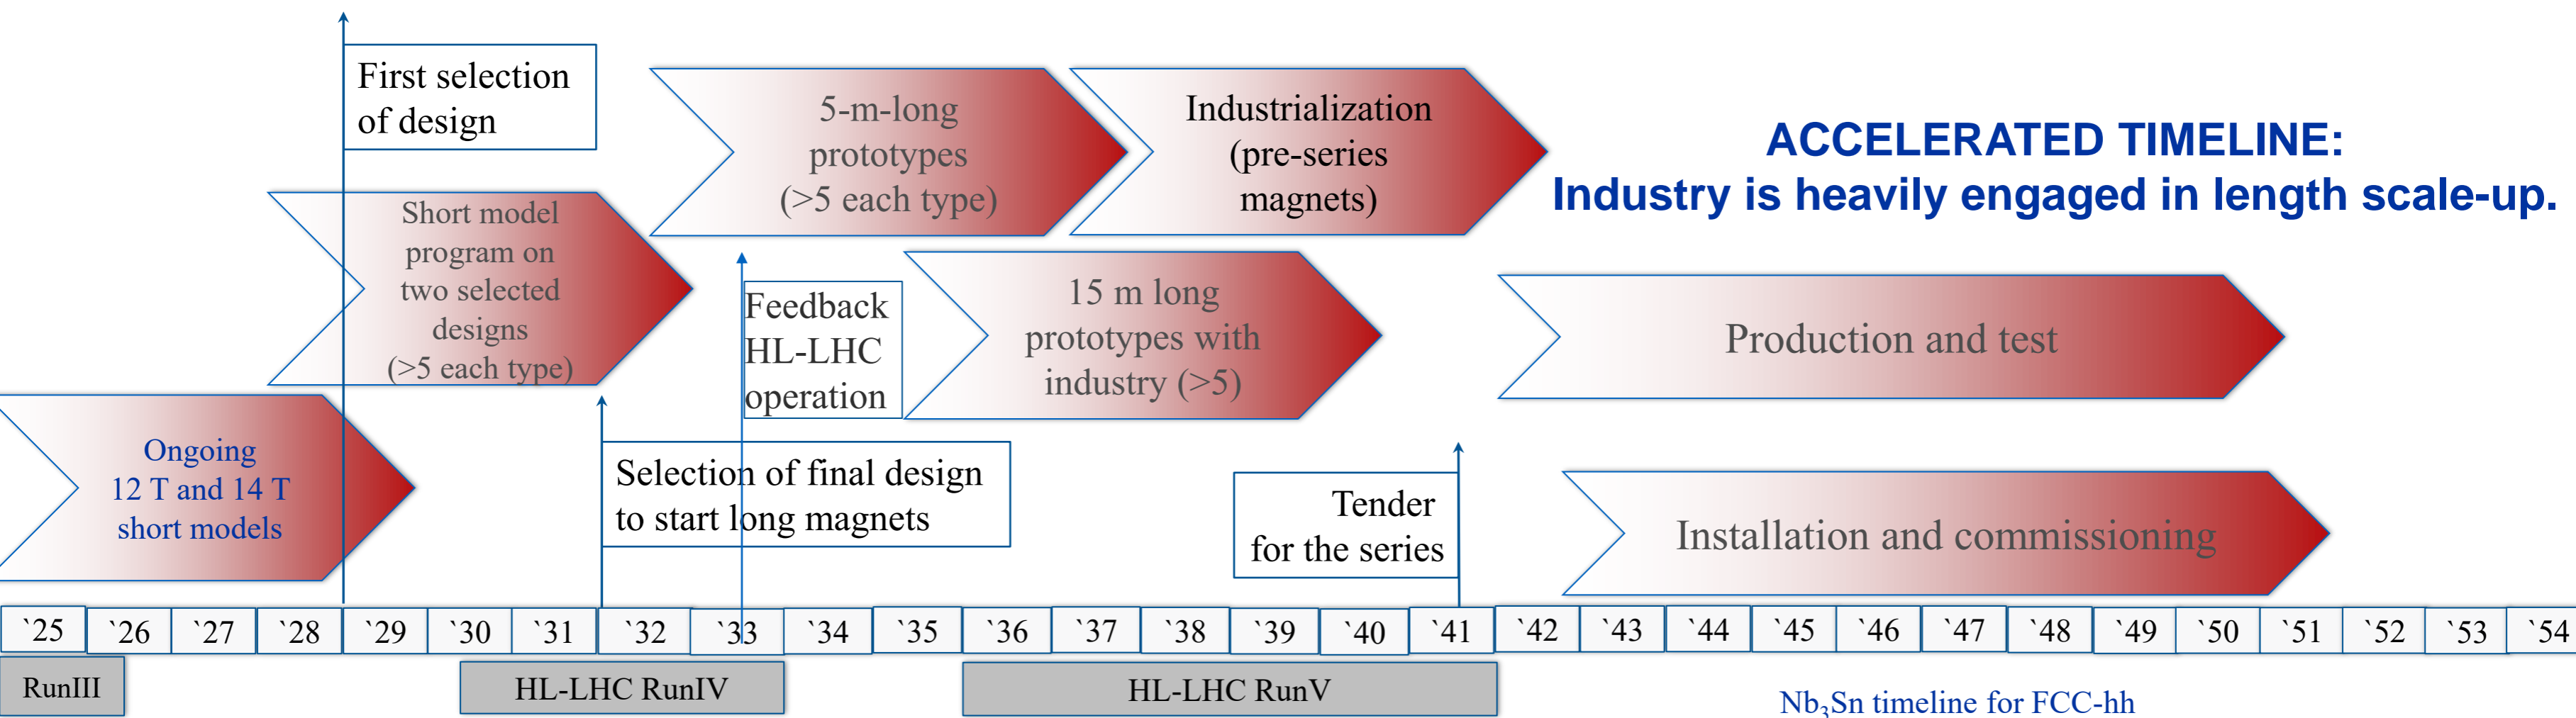 First selection
of design
5-m-long
prototypes
(>5 each type)
Industrialization
(pre-series
magnets)
ACCELERATED TIMELINE:
Industry is heavily engaged in length scale-up.
Short model
program on
two selected
designs
(>5 each type)
Feedback
HL-LHC
operation
15 m long
prototypes with
industry (>5)
Production and test
Ongoing
12 T and 14 T
short models
Selection of final design
to start long magnets
Tender
for the series
Installation and commissioning
`25 `26 `27 `28 `29 `30 `31 `32 `33 `34 `35 `36 `37 `38 `39 `40 `41 `42 `43 `44 `45 `46 `47 `48 `49 `50 `51 `52 `53 `54
RunIII HL-LHC RunIV HL-LHC RunV
Nb₃Sn timeline for FCC-hh